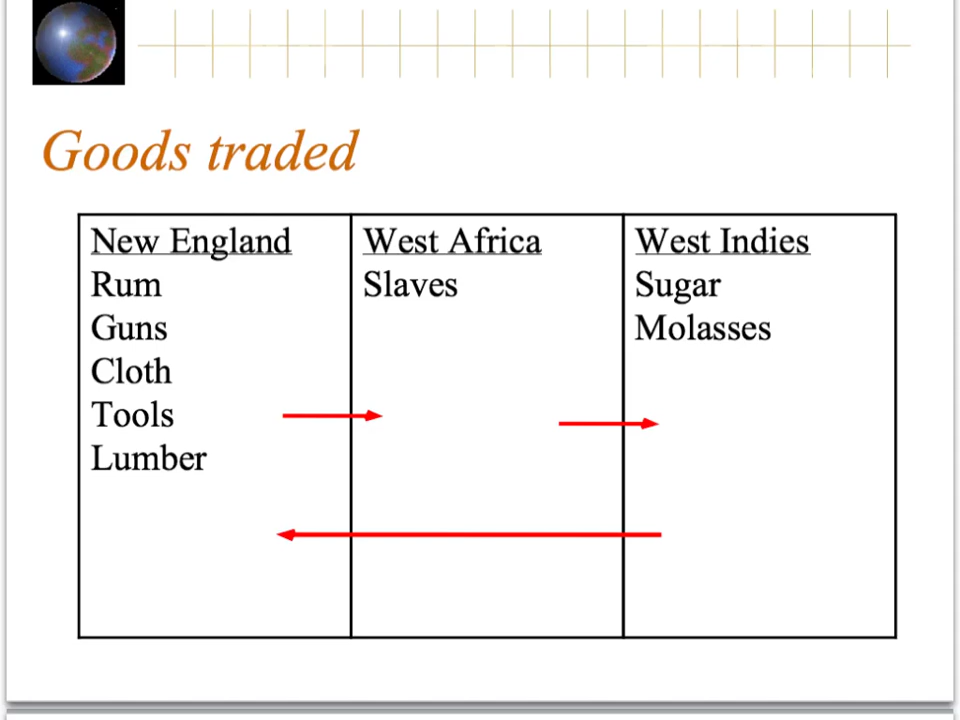 Goods traded
New England
Rum
Guns
Cloth
Tools
Lumber
West Africa
Slaves
West Indies
Sugar
Molasses